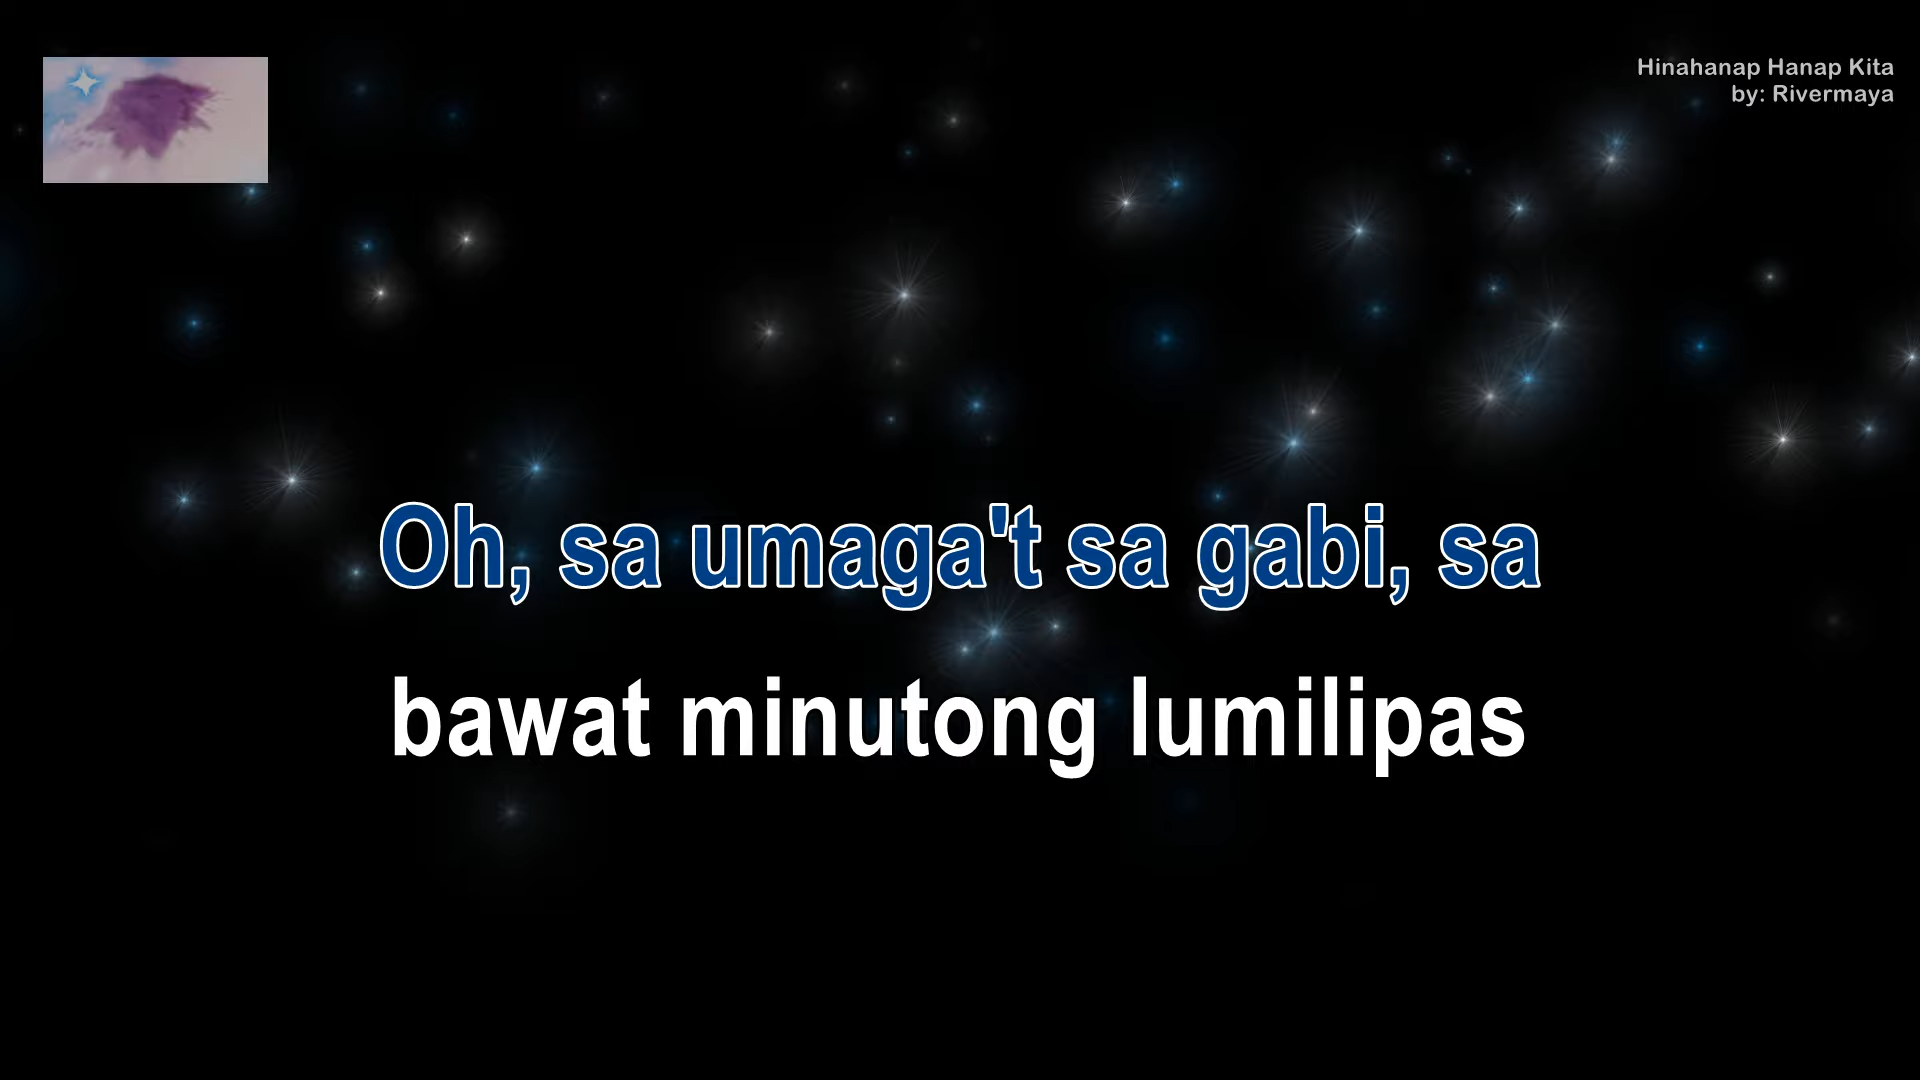 Hinahanap Hanap Kita
by: Rivermaya
Oh, sa umaga't sa gabi, sa
bawat minutong lumilipas